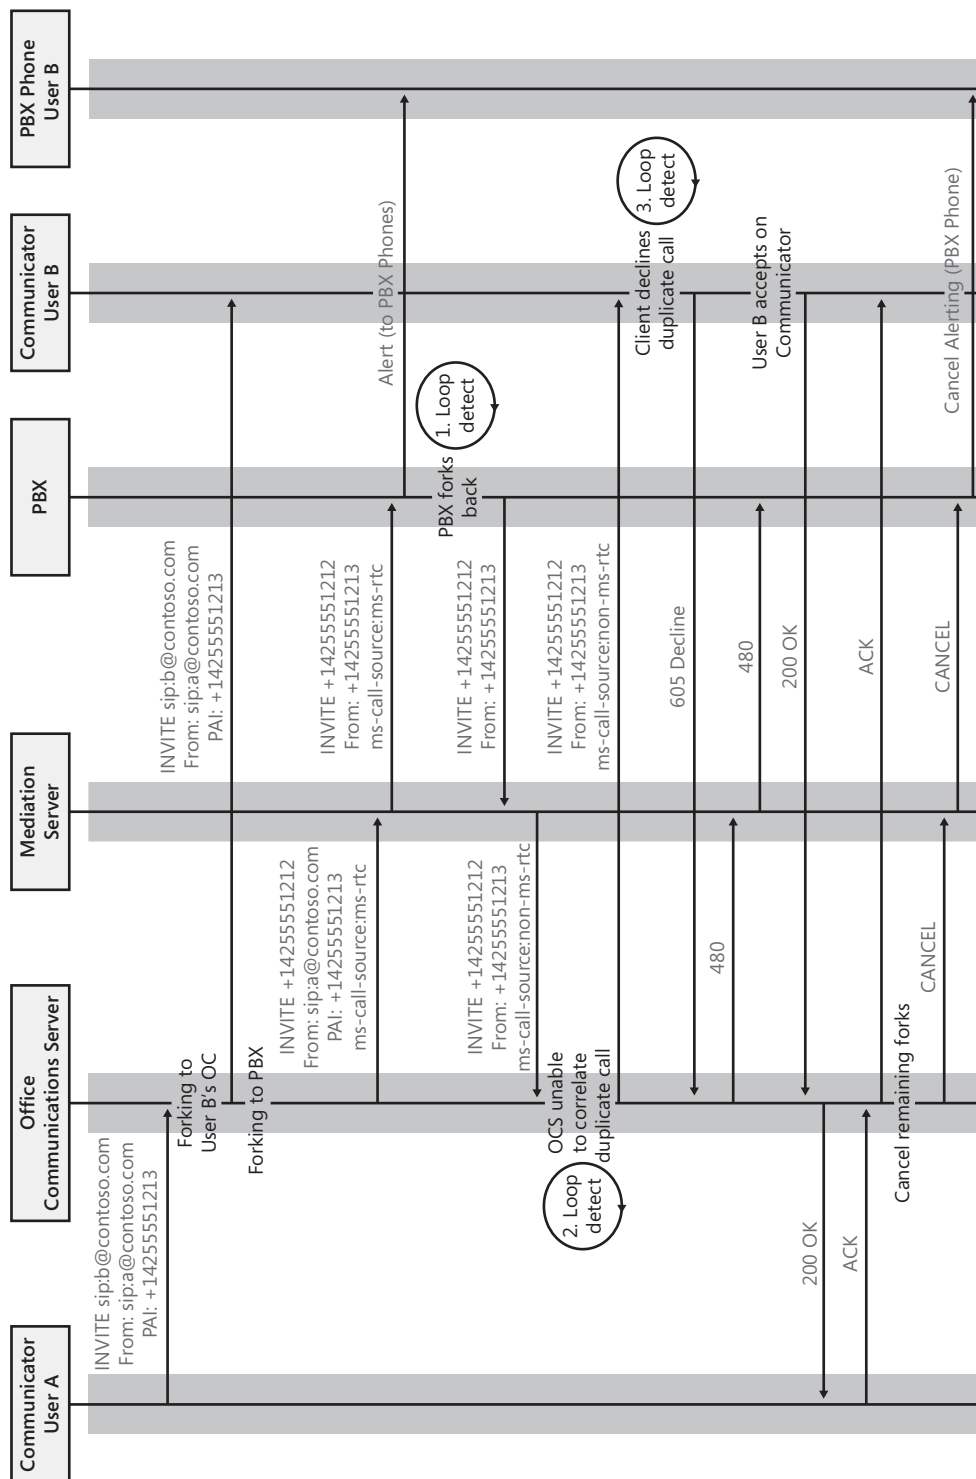 Communicator
User A
Office
Communications Server
Mediation
Server
PBX
Communicator
User B
PBX Phone
User B
INVITE sip:b@contoso.com
From: sip:a@contoso.com
PAI: +14255551213
Forking to
User B's OC
INVITE sip:b@contoso.com
From: sip:a@contoso.com
PAI: +14255551213
Forking to PBX
INVITE +14255551212
From: sip:a@contoso.com
PAI: +14255551213
ms-call-source:ms-rtc
INVITE +14255551212
From: +14255551213
ms-call-source:ms-rtc
Alert (to PBX Phones)
PBX forks
back
1. Loop
detect
INVITE +14255551212
From: +14255551213
INVITE +14255551212
From: +14255551213
ms-call-source:non-ms-rtc
2. Loop
detect
OCS unable
to correlate
duplicate call
INVITE +14255551212
From: +14255551213
ms-call-source:non-ms-rtc
Client declines
duplicate call
3. Loop
detect
605 Decline
480
480
User B accepts on
Communicator
200 OK
200 OK
ACK
ACK
Cancel remaining forks
CANCEL
CANCEL
Cancel Alerting (PBX Phone)